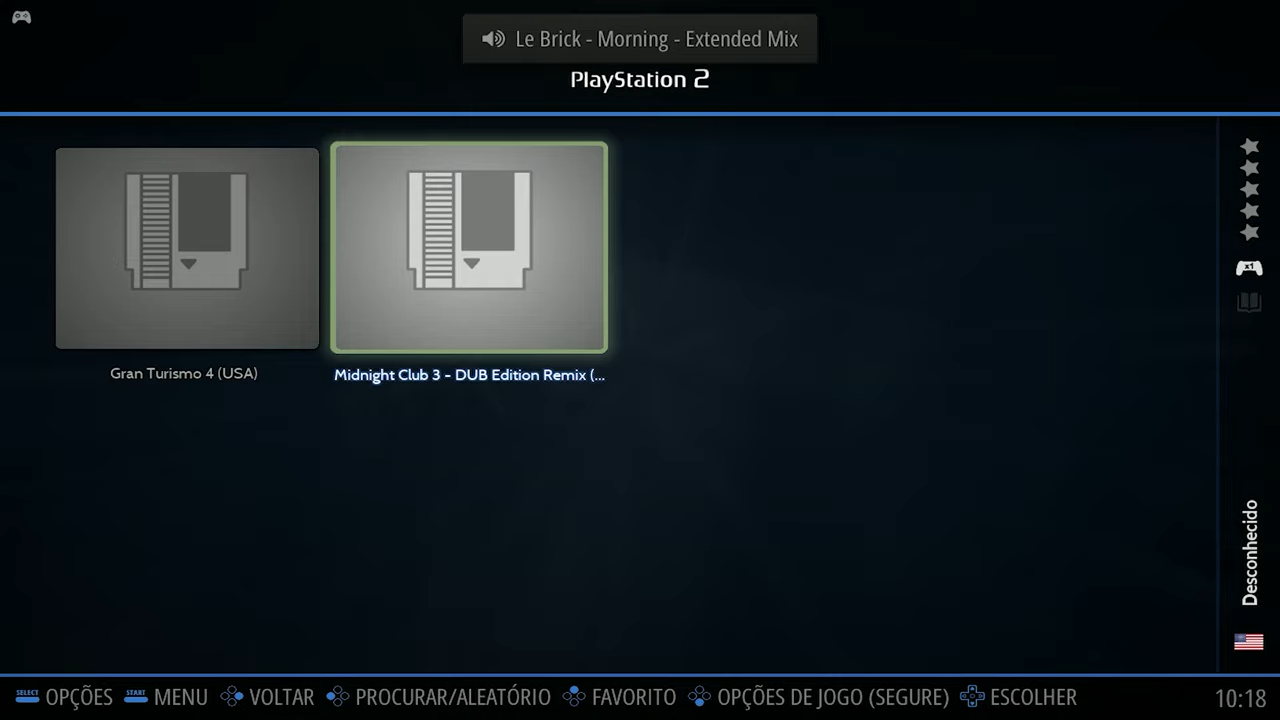 Le Brick - Morning - Extended Mix
PlayStation 2
Gran Turismo 4 (USA)
Midnight Club 3 - DUB Edition Remix (...
x1
Desconhecido
SELECT OPÇÕES START MENU VOLTAR PROCURAR/ALEATÓRIO FAVORITO OPÇÕES DE JOGO (SEGURE) ESCOLHER 10:18